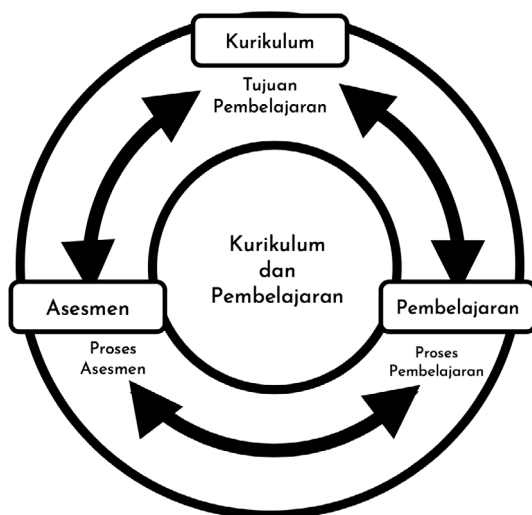 Kurikulum
Tujuan
Pembelajaran
Kurikulum
dan
Pembelajaran
Asesmen
Proses
Asesmen
Pembelajaran
Proses
Pembelajaran